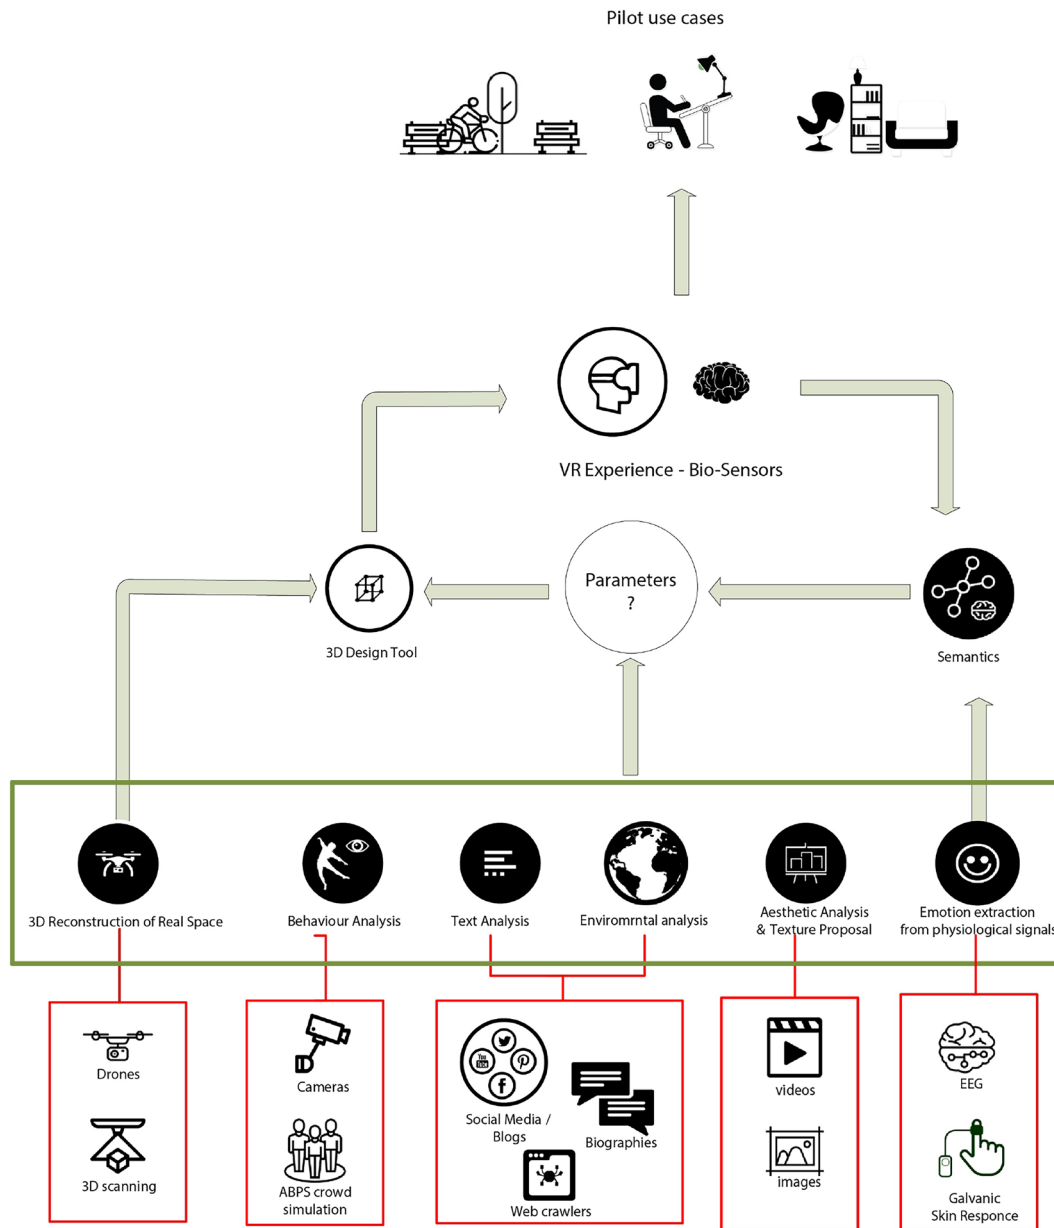 Pilot use cases
VR Experience - Bio-Sensors
Parameters
?
3D Design Tool
Semantics
3D Reconstruction of Real Space
Behaviour Analysis
Text Analysis
Enviromrntal analysis
Aesthetic Analysis
& Texture Proposal
Emotion extraction
from physiological signals
Drones
3D scanning
Cameras
ABPS crowd
simulation
You
Tube
Social Media /
Blogs
Biographies
Web crawlers
videos
images
EEG
Galvanic
Skin Responce